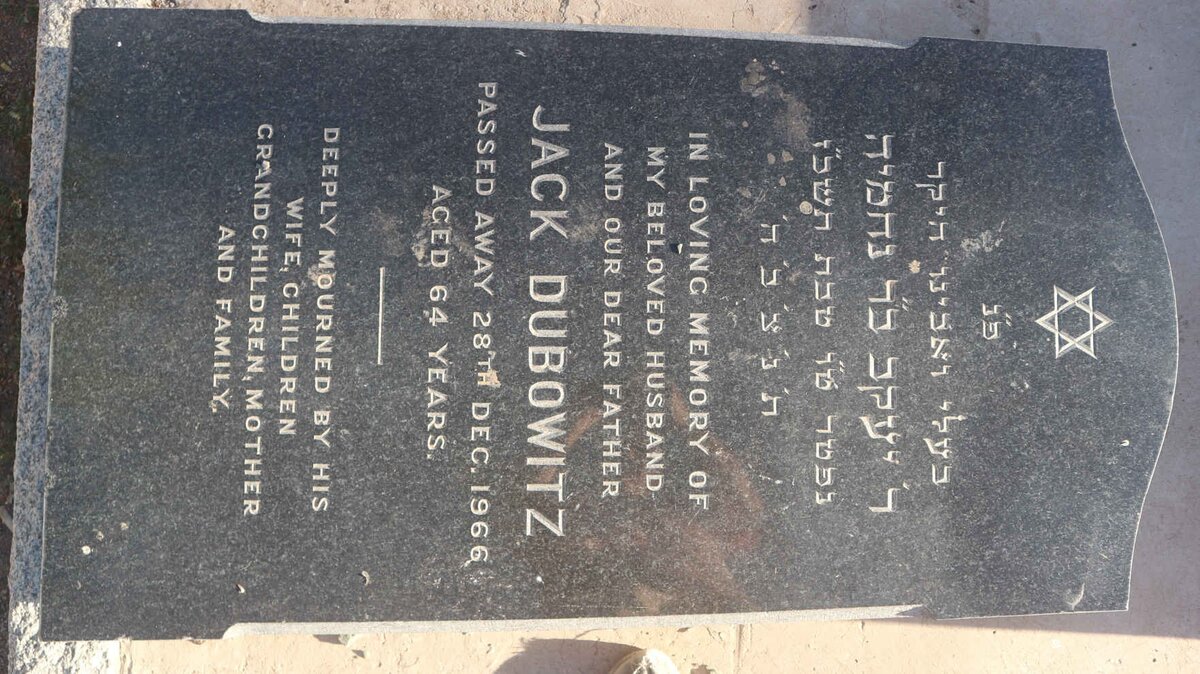 פ"נ
בעלי ואבינו היקר
ר' יעקב ב"ר נחמיה
נפטר ט"ו טבת תשכ"ז
ת' נ' צ' ב' ה'
IN LOVING MEMORY OF
MY BELOVED HUSBAND
AND OUR DEAR FATHER
JACK DUBOWITZ
PASSED AWAY 28TH DEC. 1966,
AGED 64 YEARS.
DEEPLY MOURNED BY HIS
WIFE, CHILDREN
GRANDCHILDREN, MOTHER
AND FAMILY.